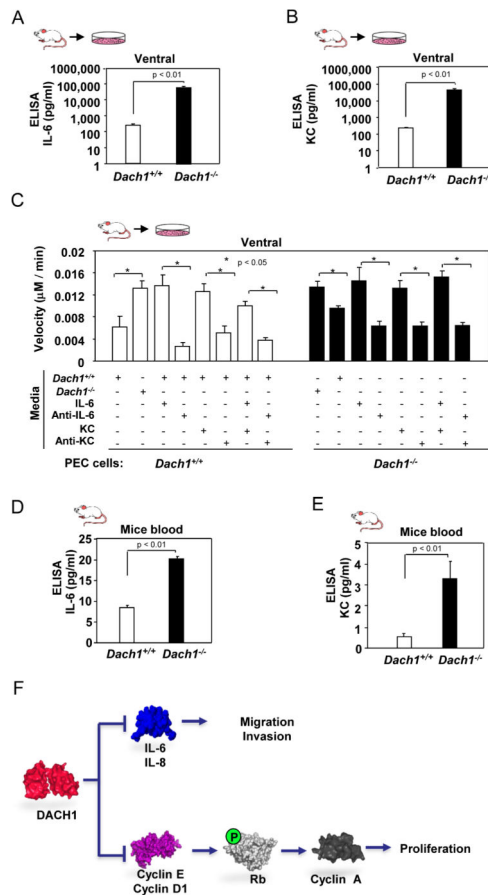 A
Ventral
p < 0.01
ELISA
IL-6 (pg/ml)
1000,000
100,000
10,000
1,000
100
10
1
Dach1+/+ Dach1-/-
B
Ventral
p < 0.01
ELISA
KC (pg/ml)
1000,000
100,000
10,000
1,000
100
10
1
Dach1+/+ Dach1-/-
C
Ventral
* p < 0.05
Velocity (μM / min)
0.02
0.016
0.012
0.008
0.004
0
* * * * * * * *
Media
Dach1+/+ + - + + + + + + - + - - - - - -
Dach1-/-
IL-6
Anti-IL-6
KC
Anti-KC
PEC cells: Dach1+/+ Dach1-/-
D
Mice blood
p < 0.01
ELISA
IL-6 (pg/ml)
25
20
15
10
5
0
Dach1+/+ Dach1-/-
E
Mice blood
p < 0.01
ELISA
KC (pg/ml)
5
4
3
2
1
0
Dach1+/+ Dach1-/-
F
DACH1
IL-6
IL-8
Migration
Invasion
Cyclin E
Cyclin D1
P
Rb
Cyclin A
Proliferation